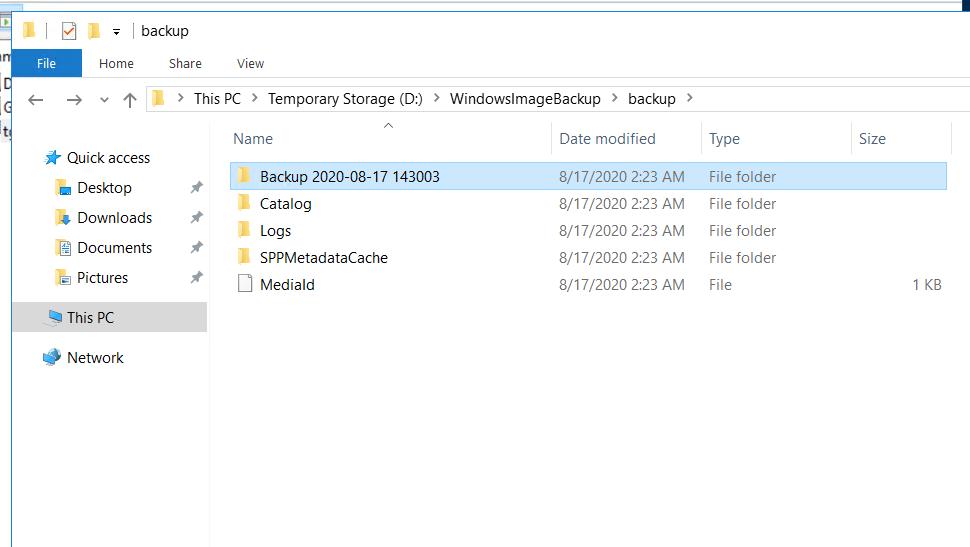 backup
File Home Share View
This PC Temporary Storage (D:) WindowsImageBackup backup
Name Date modified Type Size
Quick access
Desktop
Downloads
Documents
Pictures
This PC
Network
Backup 2020-08-17 143003 8/17/2020 2:23 AM File folder
Catalog 8/17/2020 2:23 AM File folder
Logs 8/17/2020 2:23 AM File folder
SPPMetadataCache 8/17/2020 2:23 AM File folder
MediaId 8/17/2020 2:23 AM File 1 KB